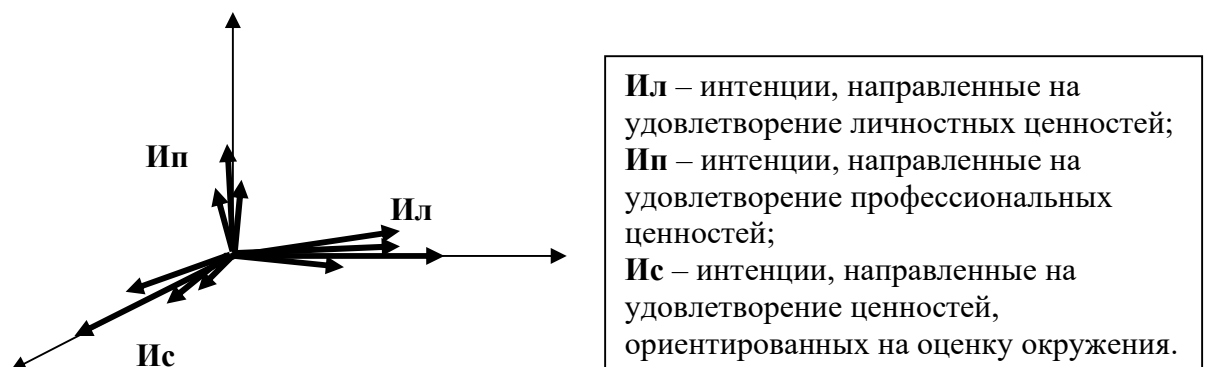 Ип
Ил
Ис
Ил – интенции, направленные на
удовлетворение личностных ценностей;
Ип – интенции, направленные на
удовлетворение профессиональных
ценностей;
Ис – интенции, направленные на
удовлетворение ценностей,
ориентированных на оценку окружения.